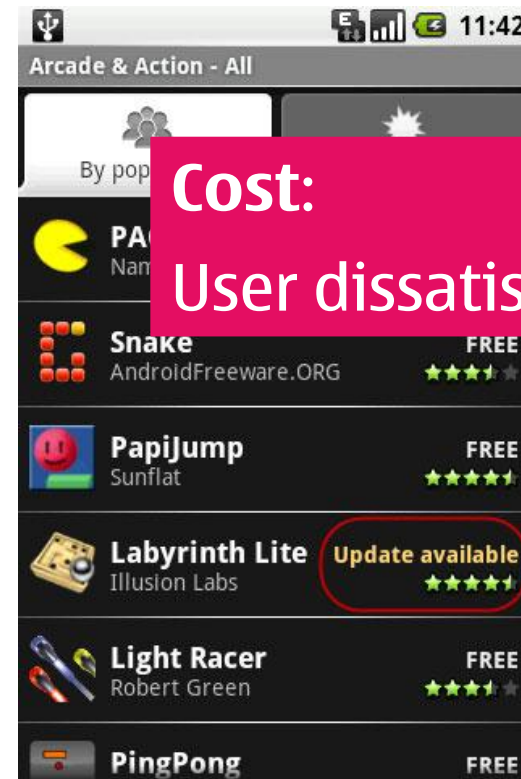 11:42
Arcade & Action - All
By pop
Cost:
PA
Nam
User dissatis
Snake
FREE
AndroidFreeware.ORG
PapiJump
FREE
Sunflat
Labyrinth Lite
Update available
Illusion Labs
Light Racer
FREE
Robert Green
PingPong
FREE